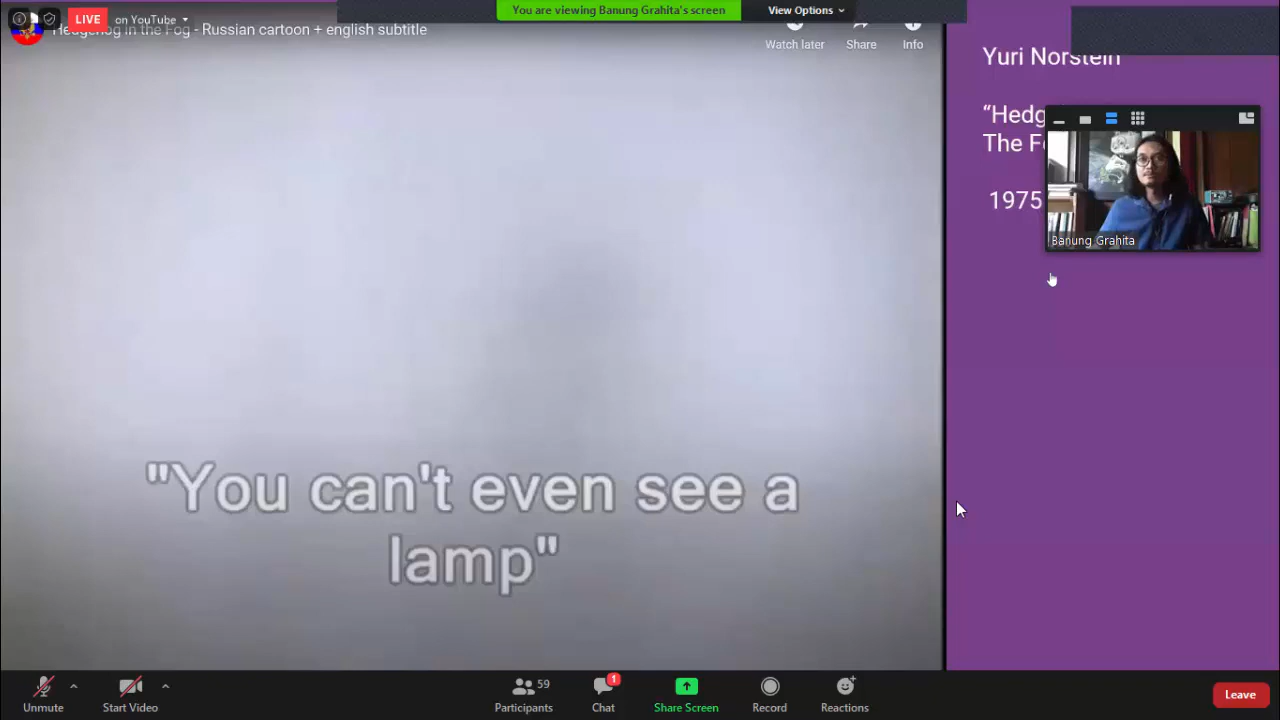 LIVE on YouTube
You are viewing Banung Grahita's screen
View Options
Hedgehog in the Fog - Russian cartoon + english subtitle
Watch later
Share
Info
Yuri Norstein
“Hedg
The F
1975
Banung Grahita
"You can't even see a
lamp"
Unmute
Start Video
59
Participants
1
Chat
Share Screen
Record
Reactions
Leave